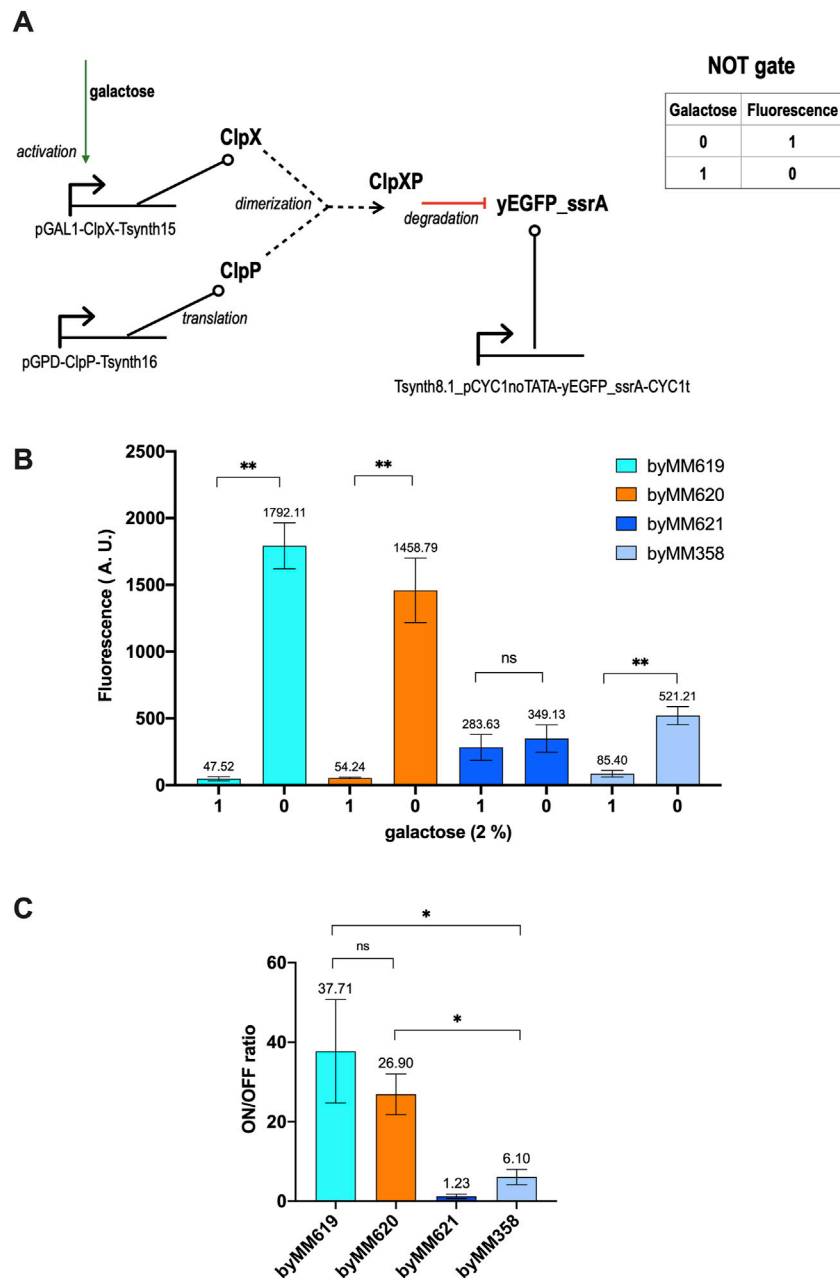 A
galactose
activation
ClpX
pGAL1-ClpX-Tsynth15
dimerization
ClpXP
degradation
yEGFP_ssrA
ClpP
translation
pGPD-ClpP-Tsynth16
Tsynth8.1_pCYC1noTATA-yEGFP_ssrA-CYC1t
NOT gate
Galactose Fluorescence
0 1
1 0
B
Fluorescence ( A. U.)
2500
2000
1500
1000
500
0
** ** ns **
47.52 1792.11 54.24 1458.79 283.63 349.13 85.40 521.21
1 0 1 0 1 0 1 0
galactose (2 %)
byMM619
byMM620
byMM621
byMM358
C
ON/OFF ratio
60
40
20
0
*
ns
*
37.71 26.90 1.23 6.10
byMM619 byMM620 byMM621 byMM358